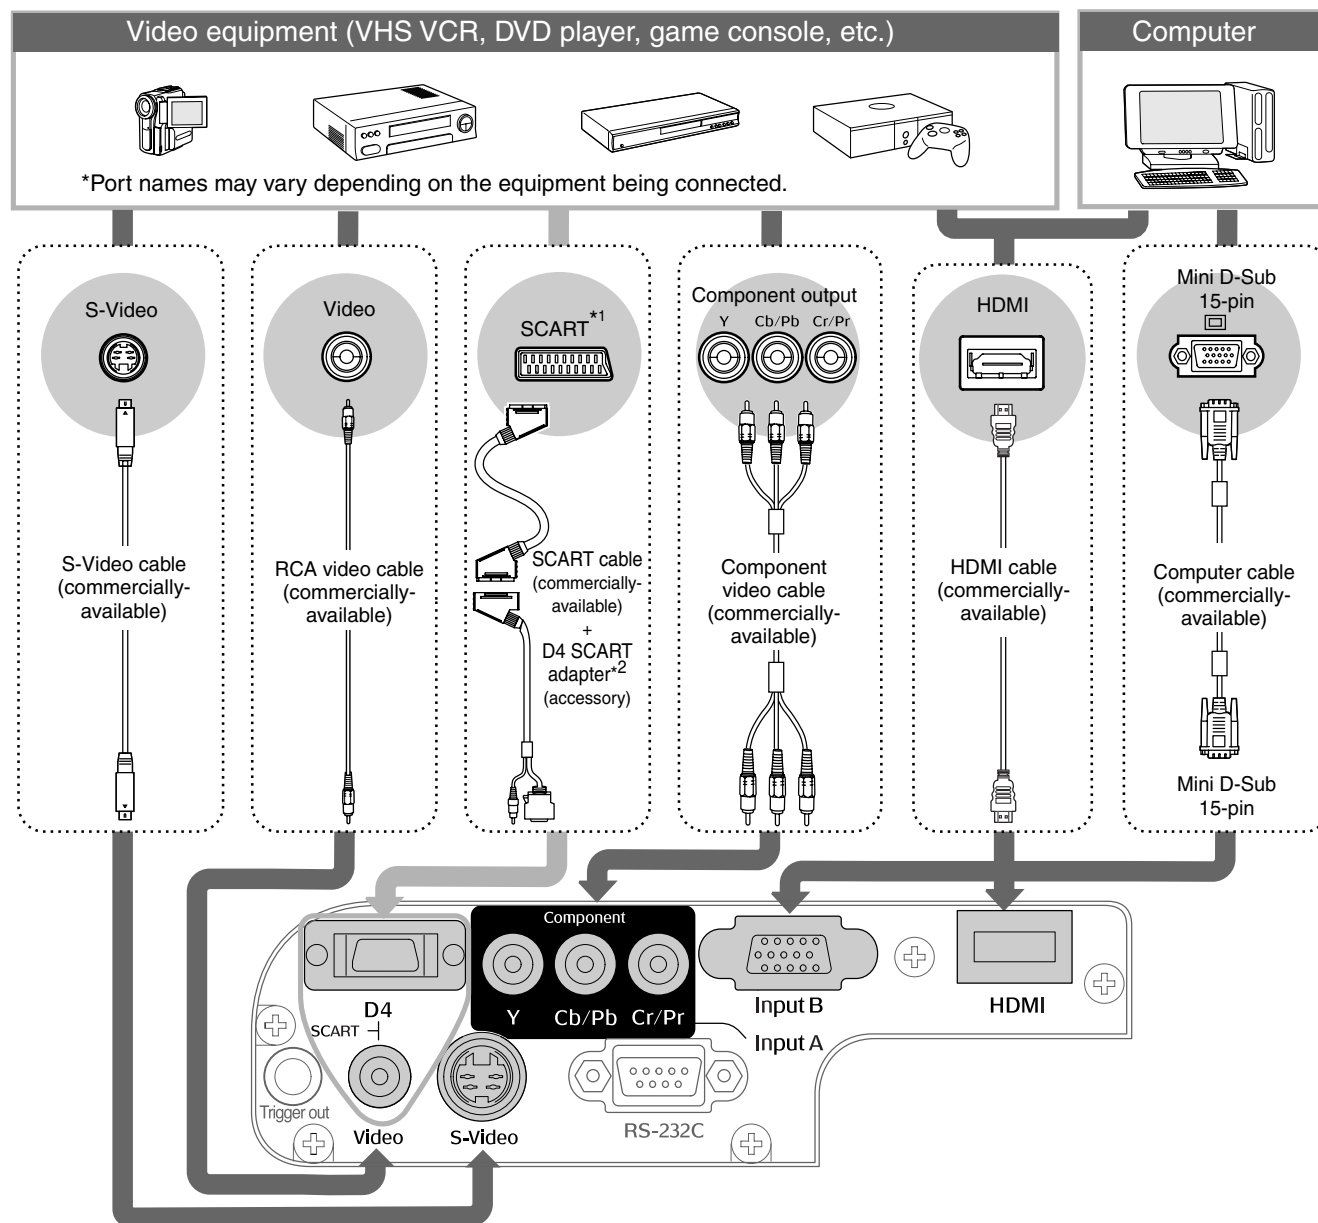 Video equipment (VHS VCR, DVD player, game console, etc.)
Computer
*Port names may vary depending on the equipment being connected.
S-Video
Video
SCART*1
Component output
Y Cb/Pb Cr/Pr
HDMI
Mini D-Sub
15-pin
S-Video cable
(commercially-
available)
RCA video cable
(commercially-
available)
SCART cable
(commercially-
available)
+
D4 SCART
adapter*2
(accessory)
Component
video cable
(commercially-
available)
HDMI cable
(commercially-
available)
Computer cable
(commercially-
available)
Mini D-Sub
15-pin
Component
Y Cb/Pb Cr/Pr
D4
SCART
Input B
Input A
HDMI
Trigger out
Video
S-Video
RS-232C